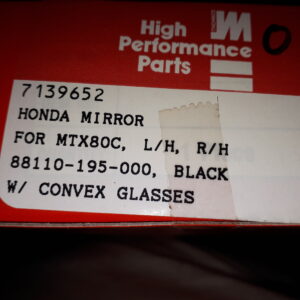 High
Performance
Parts
7139652
HONDA MIRROR
FOR MTX80C, L/H, R/H
88110-195-000, BLACK
W/ CONVEX GLASSES